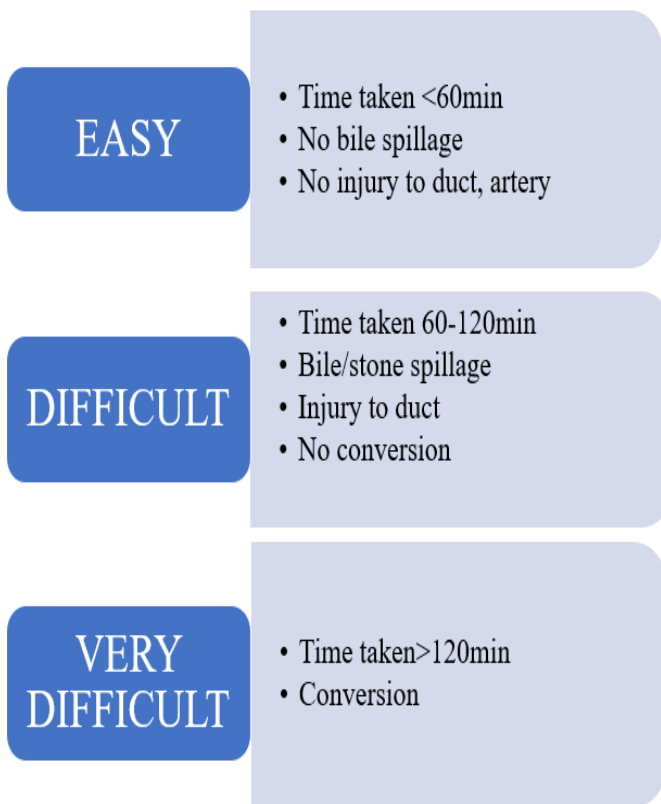 EASY
• Time taken <60min
• No bile spillage
• No injury to duct, artery
DIFFICULT
• Time taken 60-120min
• Bile/stone spillage
• Injury to duct
• No conversion
VERY
DIFFICULT
• Time taken>120min
• Conversion